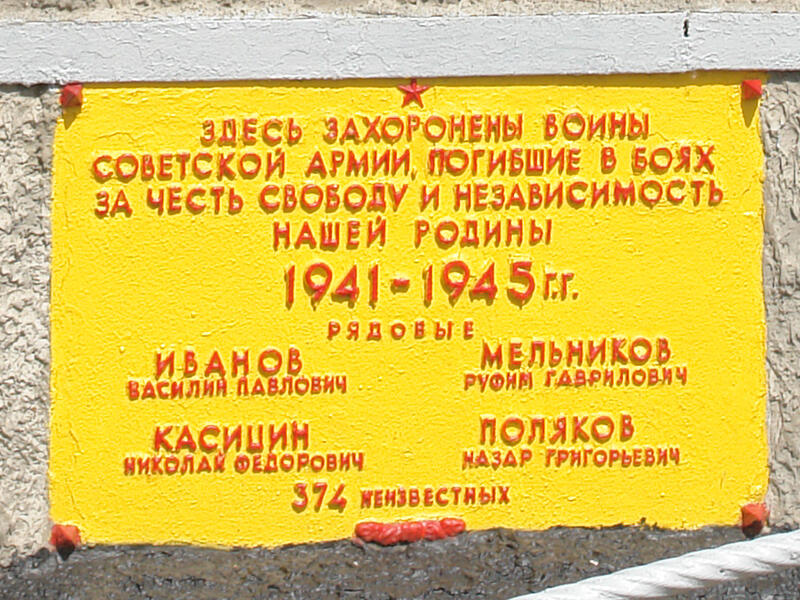 ЗДЕСЬ ЗАХОРОНЕНЫ ВОИНЫ
СОВЕТСКОЙ АРМИИ, ПОГИБШИЕ В БОЯХ
ЗА ЧЕСТЬ СВОБОДУ И НЕЗАВИСИМОСТЬ
НАШЕЙ РОДИНЫ
1941-1945 Г.Г.
РЯДОВЫЕ
ИВАНОВ МЕЛЬНИКОВ
ВАСИЛИЙ ПАВЛОВИЧ РУФИМ ГАВРИЛОВИЧ
КАСИЦИН ПОЛЯКОВ
НИКОЛАЙ ФЁДОРОВИЧ НАЗАР ГРИГОРЬЕВИЧ
374 НЕИЗВЕСТНЫХ